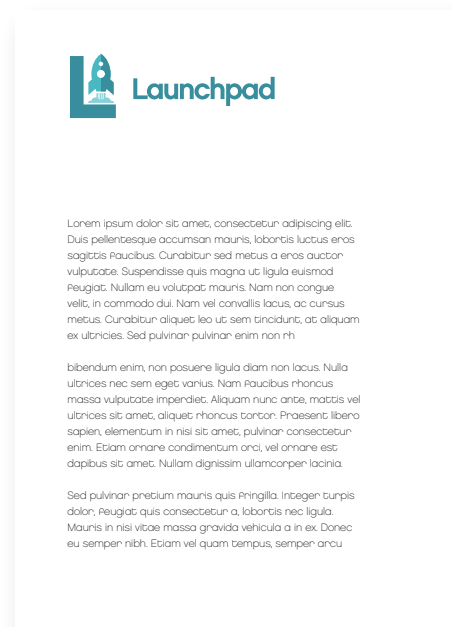 Launchpad
Lorem ipsum dolor sit amet, consectetur adipiscing elit.
Duis pellentesque accumsan mauris, lobortis luctus eros
sagittis faucibus. Curabitur sed metus a eros auctor
vulputate. Suspendisse quis magna ut ligula euismod
feugiat. Nullam eu volutpat mauris. Nam non congue
velit, in commodo dui. Nam vel convallis lacus, ac cursus
metus. Curabitur aliquet leo ut sem tincidunt, at aliquam
ex ultricies. Sed pulvinar pulvinar enim non rh
bibendum enim, non posuere ligula diam non lacus. Nulla
ultrices nec sem eget varius. Nam faucibus rhoncus
massa vulputate imperdiet. Aliquam nunc ante, mattis vel
ultrices sit amet, aliquet rhoncus tortor. Praesent libero
sapien, elementum in nisi sit amet, pulvinar consectetur
enim. Etiam ornare condimentum orci, vel ornare est
dapibus sit amet. Nullam dignissim ullamcorper lacinia.
Sed pulvinar pretium mauris quis fringilla. Integer turpis
dolor, feugiat quis consectetur a, lobortis nec ligula.
Mauris in nisi vitae massa gravida vehicula a in ex. Donec
eu semper nibh. Etiam vel quam tempus, semper arcu